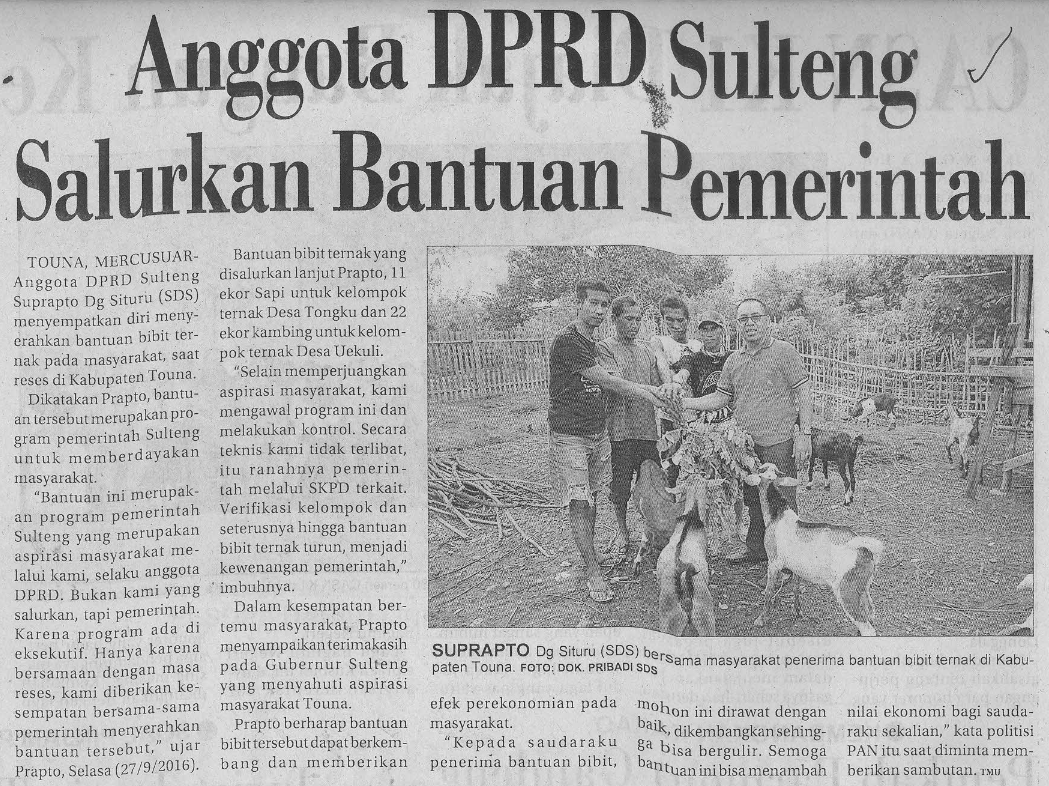 Anggota DPRD Sulteng
Salurkan Bantuan Pemerintah
TOUNA, MERCUSUAR-
Anggota DPRD Sulteng
Suprapto Dg Situru (SDS)
menyempatkan diri meny-
erahkan bantuan bibit ter-
nak pada masyarakat, saat
reses di Kabupaten Touna.
Dikatakan Prapto, bantu-
an tersebut merupakan pro-
gram pemerintah Sulteng
untuk memberdayakan
masyarakat.
"Bantuan ini merupak-
an program pemerintah
Sulteng yang merupakan
aspirasi masyarakat me-
lalui kami, selaku anggota
DPRD. Bukan kami yang
salurkan, tapi pemerintah.
Karena program ada di
eksekutif. Hanya karena
bersamaan dengan masa
reses, kami diberikan ke-
sempatan bersama-sama
pemerintah menyerahkan
bantuan tersebut," ujar
Prapto, Selasa (27/9/2016).
Bantuan bibit ternak yang
disalurkan lanjut Prapto, 11
ekor Sapi untuk kelompok
ternak Desa Tongku dan 22
ekor kambing untuk kelom-
pok ternak Desa Uekuli.
"Selain memperjuangkan
aspirasi masyarakat, kami
mengawal program ini dan
melakukan kontrol. Secara
teknis kami tidak terlibat,
itu ranahnya pemerin-
tah melalui SKPD terkait.
Verifikasi kelompok dan
seterusnya hingga bantuan
bibit ternak turun, menjadi
kewenangan pemerintah,"
imbuhnya.
Dalam kesempatan ber-
temu masyarakat, Prapto
menyampaikan terimakasih
pada Gubernur Sulteng
yang menyahuti aspirasi
masyarakat Touna.
Prapto berharap bantuan
bibit tersebut dapat berkem-
bang dan memberikan
SUPRAPTO Dg Situru (SDS) bersama masyarakat penerima bantuan bibit ternak di Kabu-
paten Touna. FOTO: DOK. PRIBADI SDS
efek perekonomian pada
masyarakat.
"Kepada saudaraku
penerima bantuan bibit,
mohon ini dirawat dengan
baik, dikembangkan sehing-
ga bisa bergulir. Semoga
bantuan ini bisa menambah
nilai ekonomi bagi sauda-
raku sekalian," kata politisi
PAN itu saat diminta mem-
berikan sambutan. TMU